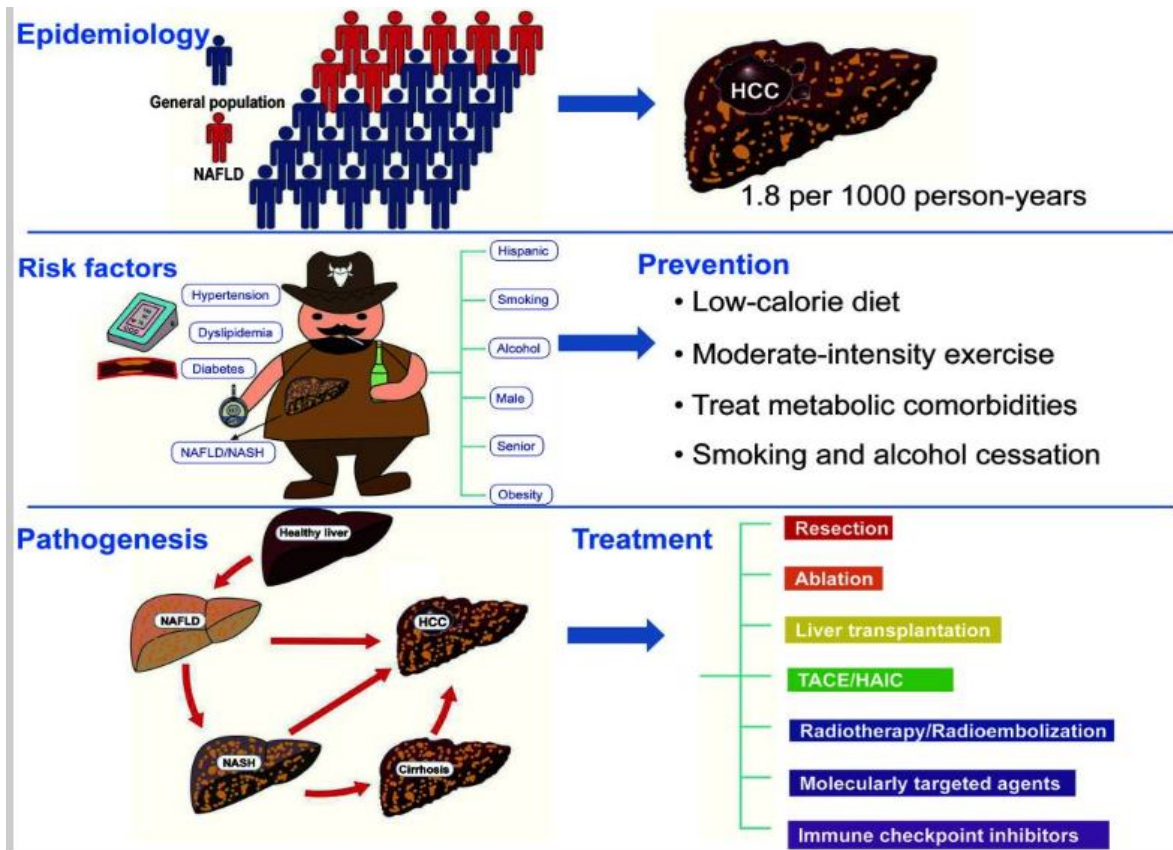 Epidemiology
General population
NAFLD
HCC
1.8 per 1000 person-years
Risk factors
Hypertension
Dyslipidemia
Diabetes
NAFLD/NASH
Hispanic
Smoking
Alcohol
Male
Senior
Obesity
Prevention
• Low-calorie diet
• Moderate-intensity exercise
• Treat metabolic comorbidities
• Smoking and alcohol cessation
Pathogenesis
Healthy liver
NAFLD
HCC
NASH
Cirrhosis
Treatment
Resection
Ablation
Liver transplantation
TACE/HAIC
Radiotherapy/Radioembolization
Molecularly targeted agents
Immune checkpoint inhibitors